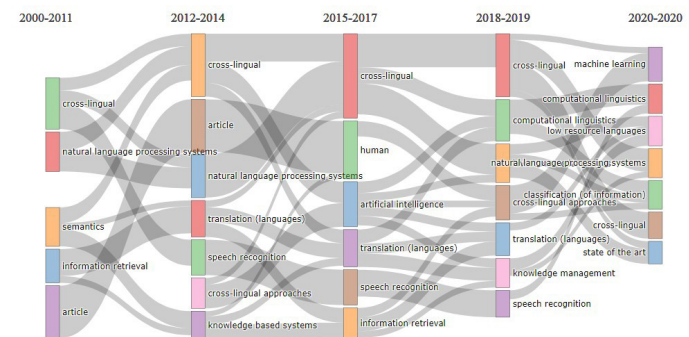 2000-2011
2012-2014
2015-2017
2018-2019
2020-2020
cross-lingual
natural language processing systems
semantics
information retrieval
article
cross-lingual
article
natural language processing systems
translation (languages)
speech recognition
cross-lingual approaches
knowledge based systems
cross-lingual
human
artificial intelligence
translation (languages)
speech recognition
information retrieval
cross-lingual
computational linguistics
natural language processing systems
cross-lingual approaches
translation (languages)
knowledge management
speech recognition
machine learning
computational linguistics
low resource languages
classification (of information)
cross-lingual
state of the art